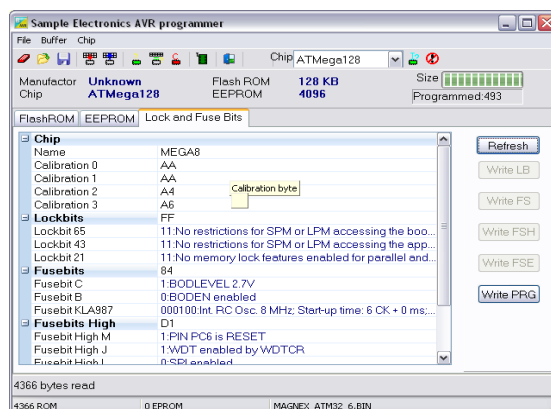 Sample Electronics AVR programmer
File Buffer Chip
Chip ATMega128
Manufactor Unknown Flash ROM 128 KB Size
Chip ATMega128 EEPROM 4096 Programmed:493
FlashROM EEPROM Lock and Fuse Bits
Chip
Name MEGA8
Calibration 0 AA
Calibration 1 AA
Calibration 2 A4
Calibration 3 A6
Calibration byte
Lockbits FF
Lockbit 65 11:No restrictions for SPM or LPM accessing the boo...
Lockbit 43 11:No restrictions for SPM or LPM accessing the app...
Lockbit 21 11:No memory lock features enabled for parallel and...
Fusebits 84
Fusebit C 1:BODLEVEL 2.7V
Fusebit B 0:BODEN enabled
Fusebit KLA987 000100:Int. RC Osc. 8 MHz; Start-up time: 6 CK + 0 ms;...
Fusebits High D1
Fusebit High M 1:PIN PC6 is RESET
Fusebit High J 1:WDT enabled by WDTCR
Fusebit High I 0:SPI enabled
Refresh
Write LB
Write FS
Write FSH
Write FSE
Write PRG
4366 bytes read
4366 ROM 0 EPROM MAGNEX_ATM32_6.BIN